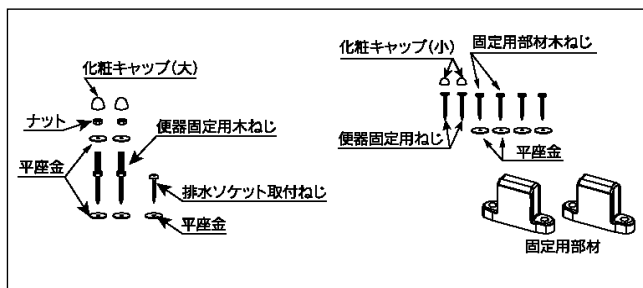 化粧キャップ(大)
ナット
便器固定用木ねじ
平座金
排水ソケット取付ねじ
平座金
化粧キャップ(小)
固定用部材木ねじ
便器固定用ねじ
平座金
固定用部材